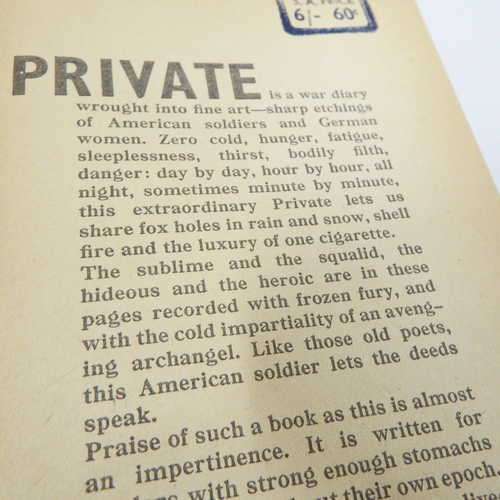 S.A. PRICE
6/- 60c
PRIVATE is a war diary
wrought into fine art—sharp etchings
of American soldiers and German
women. Zero cold, hunger, fatigue,
sleeplessness, thirst, bodily filth,
danger: day by day, hour by hour, all
night, sometimes minute by minute,
this extraordinary Private lets us
share fox holes in rain and snow, shell
fire and the luxury of one cigarette.
The sublime and the squalid, the
hideous and the heroic are in these
pages recorded with frozen fury, and
with the cold impartiality of an aveng-
ing archangel. Like those old poets,
this American soldier lets the deeds
speak.
Praise of such a book as this is almost
an impertinence. It is written for
with strong enough stomachs
their own epoch.